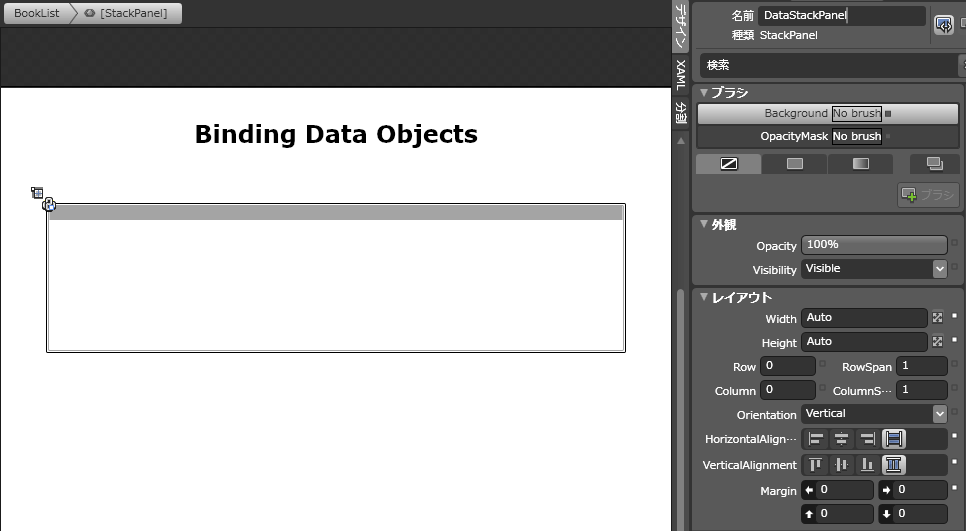 BookList
[StackPanel]
Binding Data Objects
デザイン
XAML
分割
名前 DataStackPanel
種類 StackPanel
検索
ブラシ
Background No brush
OpacityMask No brush
ブラシ
外観
Opacity 100%
Visibility Visible
レイアウト
Width Auto
Height Auto
Row 0 RowSpan 1
Column 0 ColumnS… 1
Orientation Vertical
HorizontalAlign…
VerticalAlignment
Margin 0 0
0 0